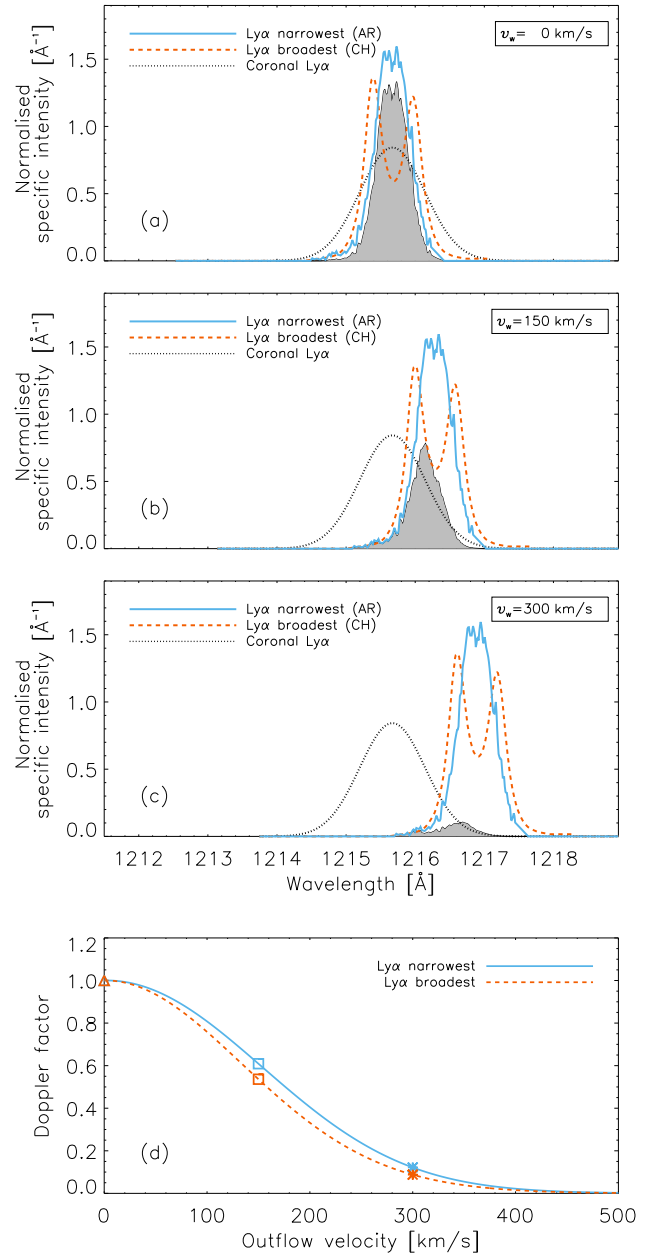 Lyα narrowest (AR)
Lyα broadest (CH)
Coronal Lyα
υw= 0 km/s
1.5
1.0
0.5
0.0
Normalised
specific intensity [Å⁻¹]
(a)
Lyα narrowest (AR)
Lyα broadest (CH)
Coronal Lyα
υw=150 km/s
1.5
1.0
0.5
0.0
Normalised
specific intensity [Å⁻¹]
(b)
Lyα narrowest (AR)
Lyα broadest (CH)
Coronal Lyα
υw=300 km/s
1.5
1.0
0.5
0.0
Normalised
specific intensity [Å⁻¹]
(c)
1212 1213 1214 1215 1216 1217 1218
Wavelength [Å]
Lyα narrowest
Lyα broadest
1.2
1.0
0.8
0.6
0.4
0.2
0.0
Doppler factor
(d)
0 100 200 300 400 500
Outflow velocity [km/s]